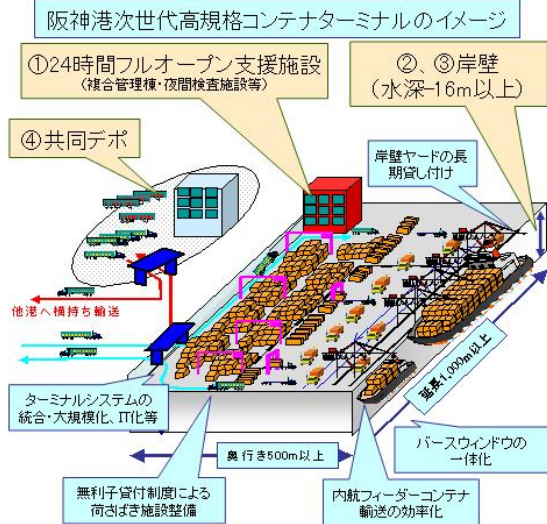 阪神港次世代高規格コンテナターミナルのイメージ
①24時間フルオープン支援施設
(複合管理棟・夜間検査施設等)
②、③岸壁
(水深-16m以上)
④共同デポ
岸壁ヤードの長
期貸し付け
他港へ横持ち輸送
ターミナルシステムの
統合・大規模化、IT化等
延長1,000m以上
奥行き500m以上
バースウィンドウの
一体化
無利子貸付制度による
荷さばき施設整備
内航フィーダーコンテナ
輸送の効率化